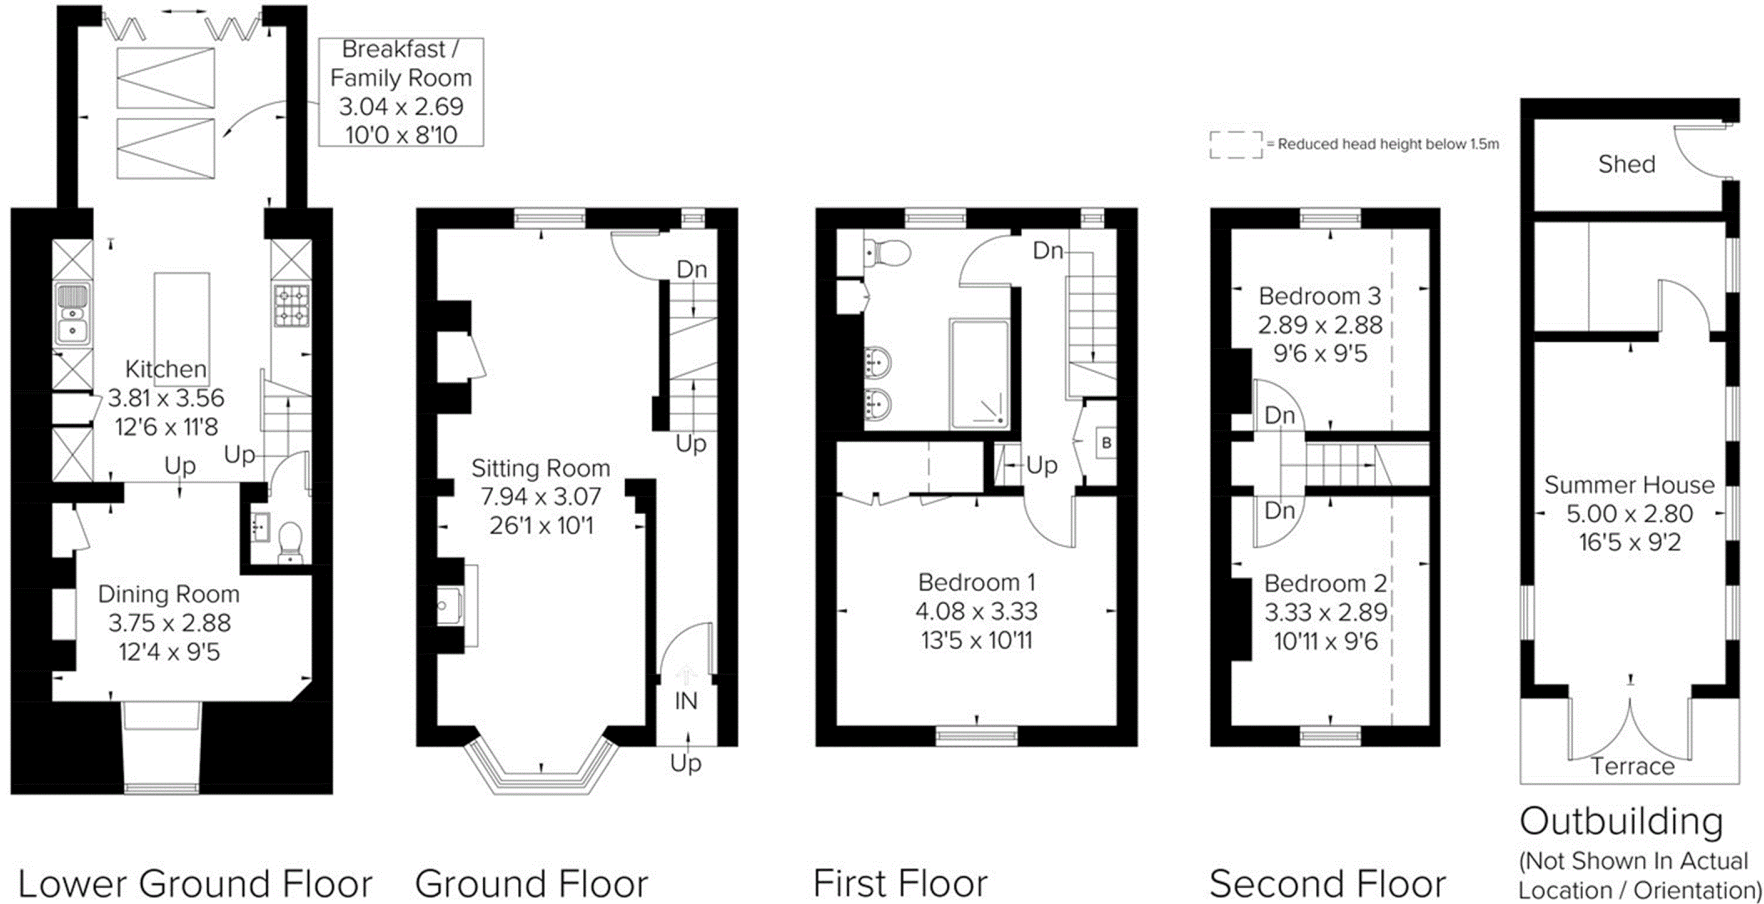 Breakfast /
Family Room
3.04 x 2.69
10'0 x 8'10
Kitchen
3.81 x 3.56
12'6 x 11'8
Up
Up
Dining Room
3.75 x 2.88
12'4 x 9'5
Lower Ground Floor
Dn
Up
Sitting Room
7.94 x 3.07
26'1 x 10'1
IN
Up
Ground Floor
Dn
B
Up
Bedroom 1
4.08 x 3.33
13'5 x 10'11
First Floor
= Reduced head height below 1.5m
Bedroom 3
2.89 x 2.88
9'6 x 9'5
Dn
Dn
Bedroom 2
3.33 x 2.89
10'11 x 9'6
Second Floor
Shed
Summer House
5.00 x 2.80
16'5 x 9'2
Terrace
Outbuilding
(Not Shown In Actual
Location / Orientation)